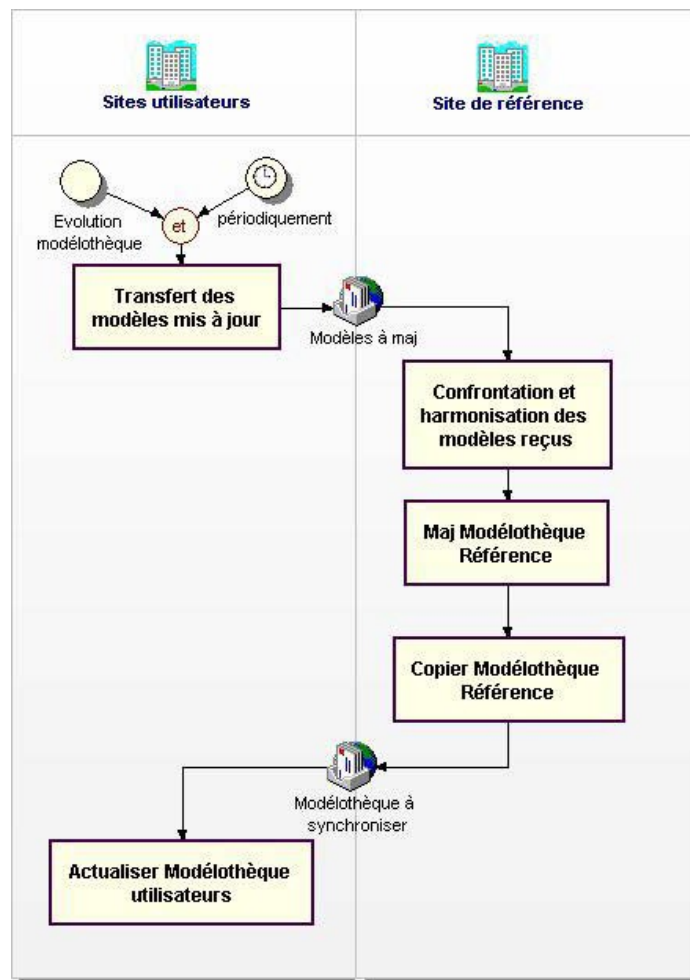 Sites utilisateurs
Site de référence
Evolution
modélothèque
et
périodiquement
Transfert des
modèles mis à jour
Modèles à maj
Confrontation et
harmonisation des
modèles reçus
Maj Modélothèque
Référence
Copier Modélothèque
Référence
Modélothèque à
synchroniser
Actualiser Modélothèque
utilisateurs